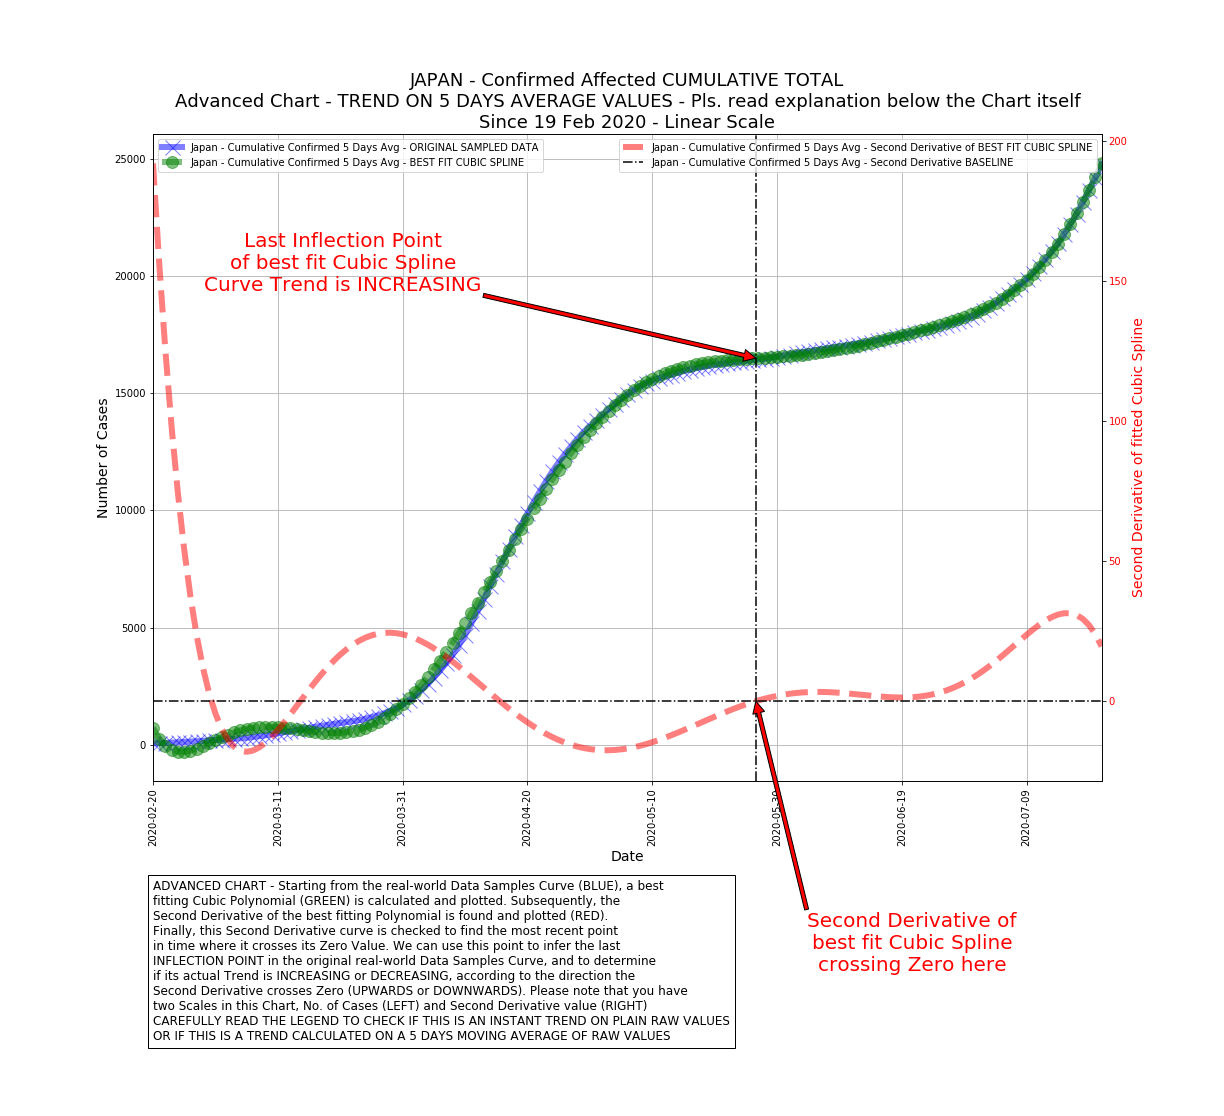 JAPAN - Confirmed Affected CUMULATIVE TOTAL
Advanced Chart - TREND ON 5 DAYS AVERAGE VALUES - Pls. read explanation below the Chart itself
Since 19 Feb 2020 - Linear Scale
Japan - Cumulative Confirmed 5 Days Avg - ORIGINAL SAMPLED DATA
Japan - Cumulative Confirmed 5 Days Avg - BEST FIT CUBIC SPLINE
Japan - Cumulative Confirmed 5 Days Avg - Second Derivative of BEST FIT CUBIC SPLINE
Japan - Cumulative Confirmed 5 Days Avg - Second Derivative BASELINE
Last Inflection Point
of best fit Cubic Spline
Curve Trend is INCREASING
Number of Cases
25000
20000
15000
10000
5000
0
200
150
100
50
0
Second Derivative of fitted Cubic Spline
2020-02-20
2020-03-11
2020-03-31
2020-04-20
2020-05-10
2020-05-30
2020-06-19
2020-07-09
Date
Second Derivative of
best fit Cubic Spline
crossing Zero here
ADVANCED CHART - Starting from the real-world Data Samples Curve (BLUE), a best
fitting Cubic Polynomial (GREEN) is calculated and plotted. Subsequently, the
Second Derivative of the best fitting Polynomial is found and plotted (RED).
Finally, this Second Derivative curve is checked to find the most recent point
in time where it crosses its Zero Value. We can use this point to infer the last
INFLECTION POINT in the original real-world Data Samples Curve, and to determine
if its actual Trend is INCREASING or DECREASING, according to the direction the
Second Derivative crosses Zero (UPWARDS or DOWNWARDS). Please note that you have
two Scales in this Chart, No. of Cases (LEFT) and Second Derivative value (RIGHT)
CAREFULLY READ THE LEGEND TO CHECK IF THIS IS AN INSTANT TREND ON PLAIN RAW VALUES
OR IF THIS IS A TREND CALCULATED ON A 5 DAYS MOVING AVERAGE OF RAW VALUES